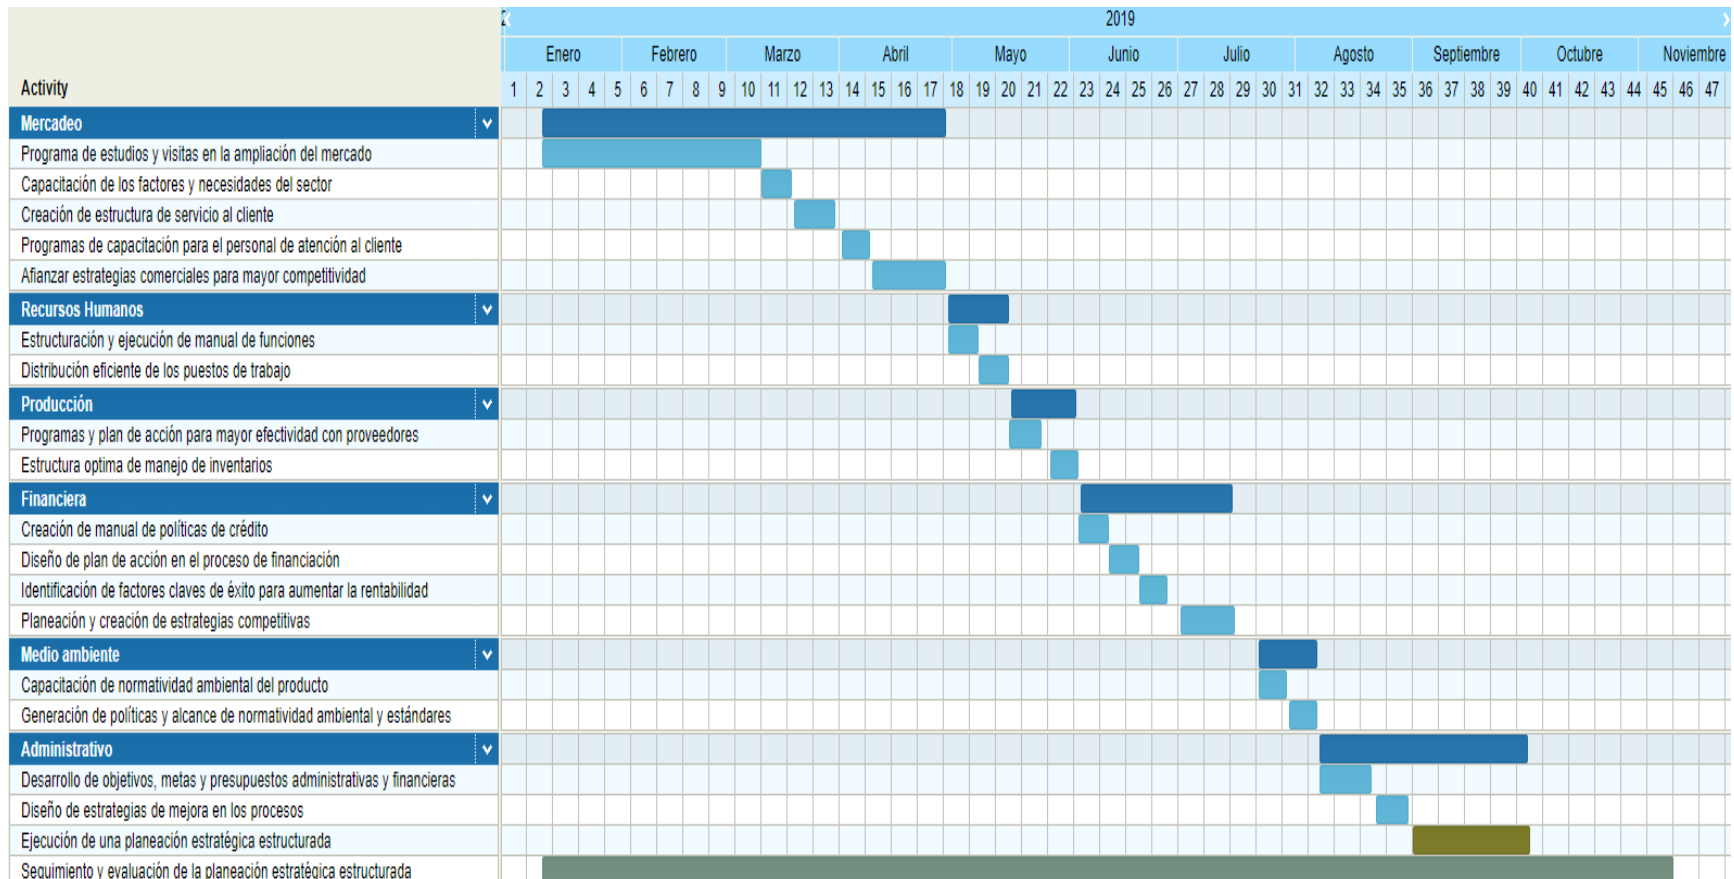 2019
Enero Febrero Marzo Abril Mayo Junio Julio Agosto Septiembre Octubre Noviembre
Activity 1 2 3 4 5 6 7 8 9 10 11 12 13 14 15 16 17 18 19 20 21 22 23 24 25 26 27 28 29 30 31 32 33 34 35 36 37 38 39 40 41 42 43 44 45 46 47
Mercadeo
Programa de estudios y visitas en la ampliación del mercado
Capacitación de los factores y necesidades del sector
Creación de estructura de servicio al cliente
Programas de capacitación para el personal de atención al cliente
Afianzar estrategias comerciales para mayor competitividad
Recursos Humanos
Estructuración y ejecución de manual de funciones
Distribución eficiente de los puestos de trabajo
Producción
Programas y plan de acción para mayor efectividad con proveedores
Estructura optima de manejo de inventarios
Financiera
Creación de manual de políticas de crédito
Diseño de plan de acción en el proceso de financiación
Identificación de factores claves de éxito para aumentar la rentabilidad
Planeación y creación de estrategias competitivas
Medio ambiente
Capacitación de normatividad ambiental del producto
Generación de políticas y alcance de normatividad ambiental y estándares
Administrativo
Desarrollo de objetivos, metas y presupuestos administrativas y financieras
Diseño de estrategias de mejora en los procesos
Ejecución de una planeación estratégica estructurada
Seguimiento y evaluación de la planeación estratégica estructurada